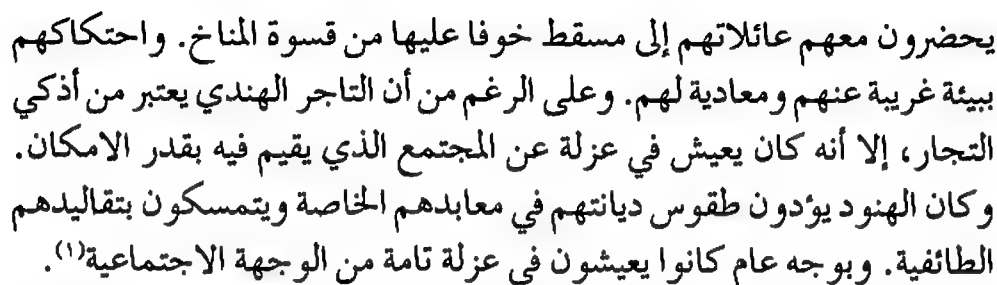 يحضرون معهم عائلاتهم إلى مسقط خوفا عليها من قسوة المناخ. واحتكاكهم
ببيئة غريبة عنهم ومعادية لهم. وعلى الرغم من أن التاجر الهندي يعتبر من أذكي
التجار، إلا أنه كان يعيش في عزلة عن المجتمع الذي يقيم فيه بقدر الامكان.
وكان الهنود يؤدون طقوس ديانتهم في معابدهم الخاصة ويتمسكون بتقاليدهم
الطائفية. وبوجه عام كانوا يعيشون في عزلة تامة من الوجهة الاجتماعية(١).